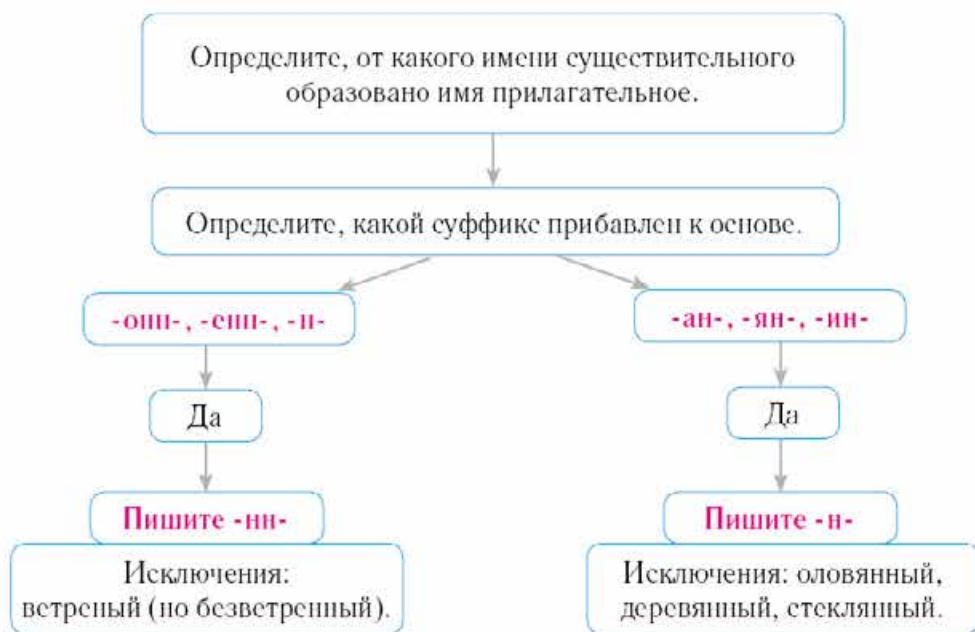 Определите, от какого имени существительного
образовано имя прилагательное.
Определите, какой суффикс прибавлен к основе.
-онн-, -енн-, -н-
-ан-, -ян-, -ин-
Да
Да
Пишите -нн-
Пишите -н-
Исключения:
ветреный (но безветренный).
Исключения: оловянный,
деревянный, стеклянный.